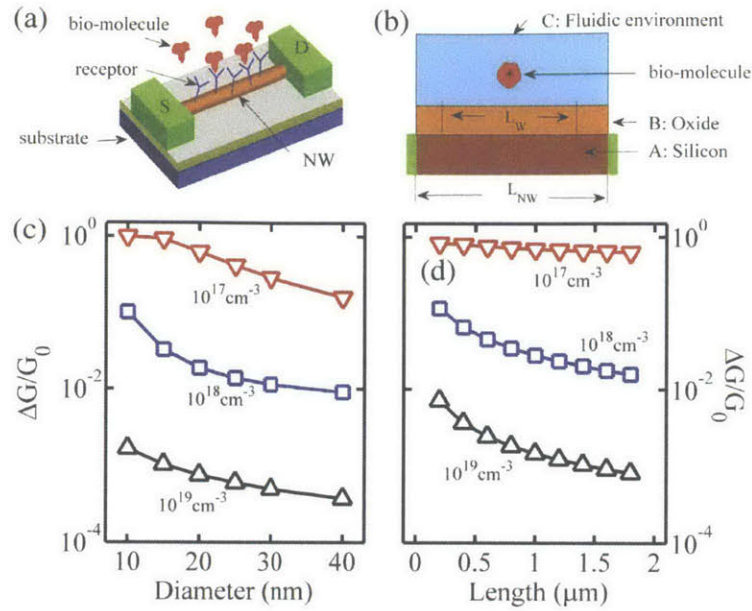 (a)
bio-molecule
receptor
substrate
S
D
NW
(b)
C: Fluidic environment
bio-molecule
L_W
B: Oxide
A: Silicon
L_NW
(c)
10^0
10^-2
10^-4
ΔG/G_0
10^17cm^-3
10^18cm^-3
10^19cm^-3
10 20 30 40
Diameter (nm)
(d)
10^17cm^-3
10^18cm^-3
10^19cm^-3
10^0
10^-2
10^-4
ΔG/G_0
0 0.5 1 1.5 2
Length (μm)